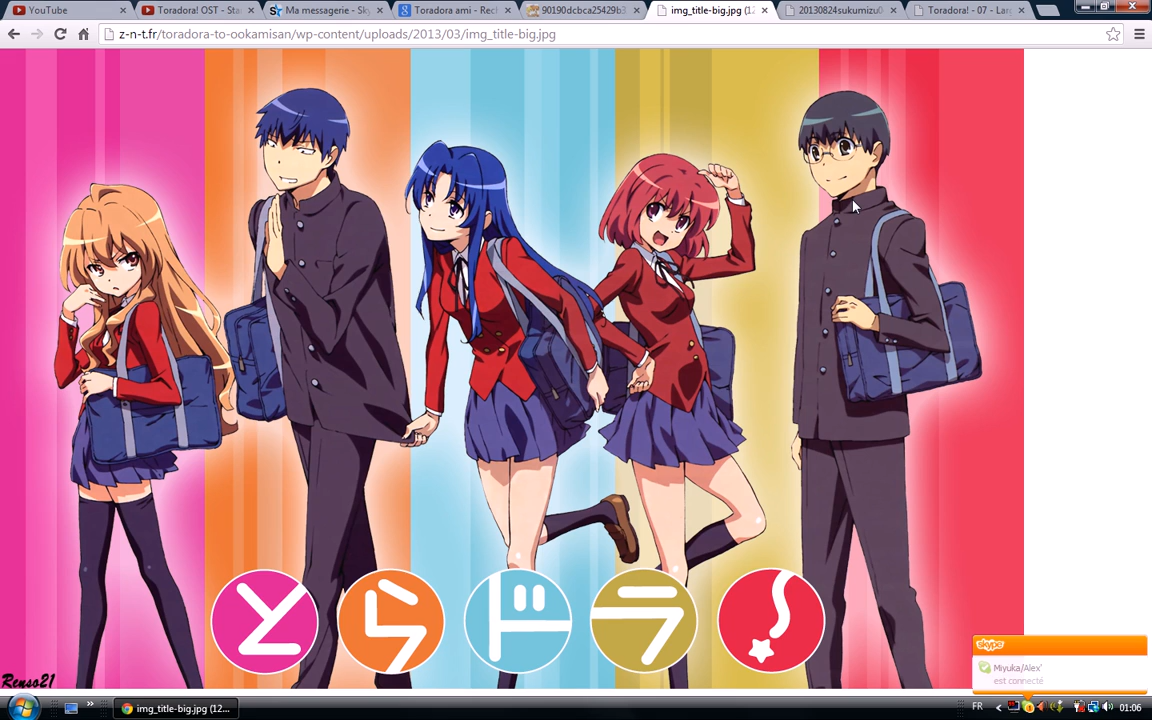 YouTube
Toradora! OST - Sta
Ma messagerie - Sky
Toradora ami - Rech
90190dcbca25429b3
img_title-big.jpg (12
20130824sukumizu0
Toradora! - 07 - Lar
z-n-t.fr/toradora-to-ookamisan/wp-content/uploads/2013/03/img_title-big.jpg
とらドラ!
Renso21
skype
Miyuka/Alex'
est connecté
img_title-big.jpg (12...
FR
01:06